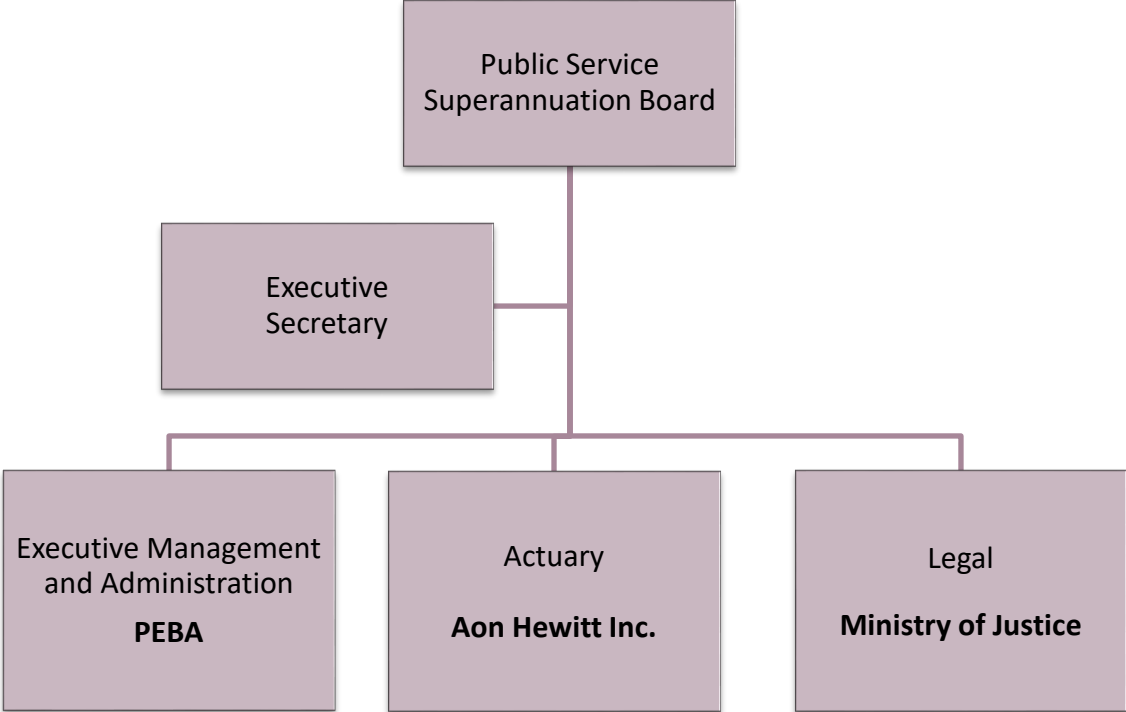 Public Service
Superannuation Board
Executive
Secretary
Executive Management
and Administration
PEBA
Actuary
Aon Hewitt Inc.
Legal
Ministry of Justice